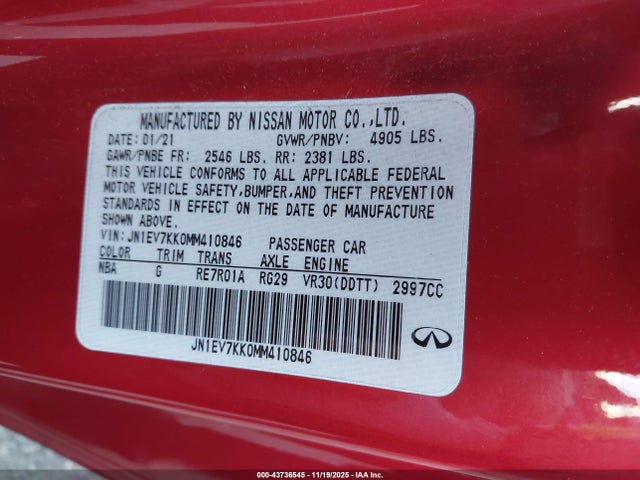 MANUFACTURED BY NISSAN MOTOR CO.,LTD.
DATE: 01/21 GVWR/PNBV: 4905 LBS.
GAWR/PNBE FR: 2546 LBS. RR: 2381 LBS.
THIS VEHICLE CONFORMS TO ALL APPLICABLE FEDERAL
MOTOR VEHICLE SAFETY,BUMPER,AND THEFT PREVENTION
STANDARDS IN EFFECT ON THE DATE OF MANUFACTURE
SHOWN ABOVE.
VIN: JN1EV7KK0MM410846 PASSENGER CAR
COLOR TRIM TRANS AXLE ENGINE
NBA G RE7R01A RG29 VR30(DDTT) 2997CC
JN1EV7KK0MM410846
INFINITI
000-43736545 - 11/19/2025 - IAA Inc.